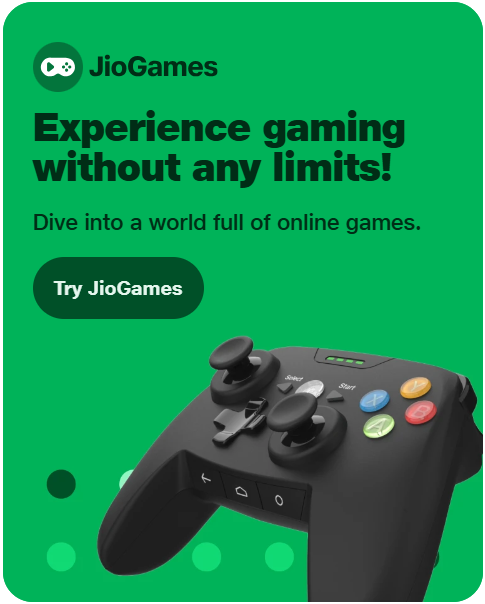 JioGames
Experience gaming
without any limits!
Dive into a world full of online games.
Try JioGames
Select
Start
X
Y
A
B